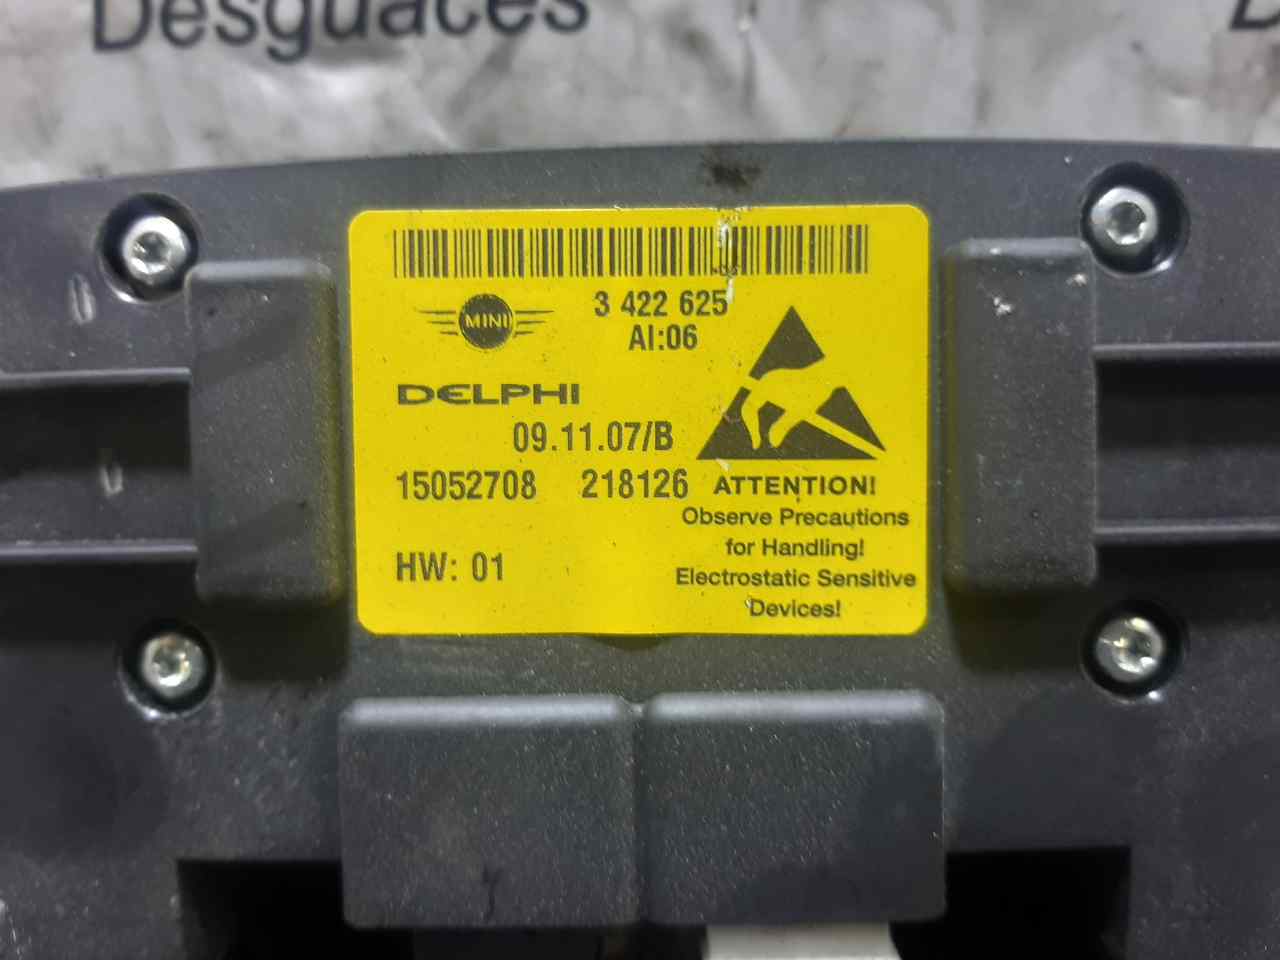 Desguaces
D
3 422 625
AI:06
MINI
DELPHI
09.11.07/B
15052708 218126
HW: 01
ATTENTION!
Observe Precautions
for Handling!
Electrostatic Sensitive
Devices!